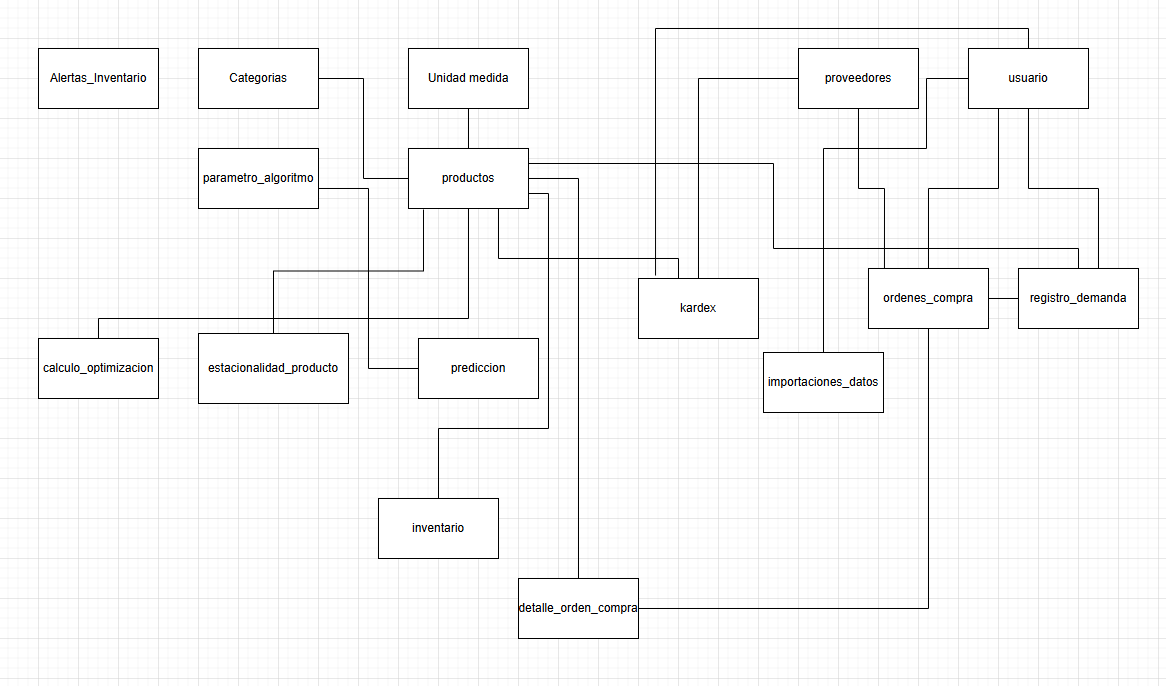 Alertas_Inventario
Categorias
Unidad medida
proveedores
usuario
parametro_algoritmo
productos
ordenes_compra
registro_demanda
kardex
calculo_optimizacion
estacionalidad_producto
prediccion
importaciones_datos
inventario
detalle_orden_compra